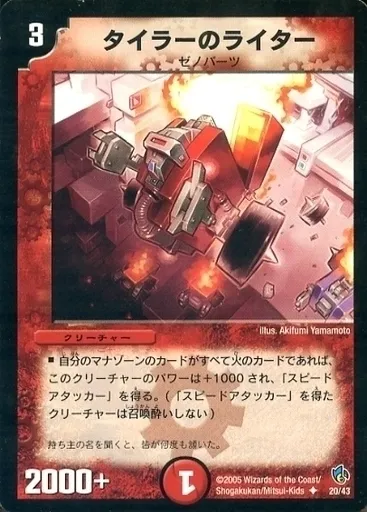 3
タイラーのライター
ゼノパーツ
Illus. Akifumi Yamamoto
クリーチャー
■ 自分のマナゾーンのカードがすべて火のカードであれば、
このクリーチャーのパワーは＋1000 され、「スピード
アタッカー」を得る。（「スピードアタッカー」を得た
クリーチャーは召喚酔いしない）
持ち主の名を聞くと、皆が何度も疑いた。
2000+
1
©2005 Wizards of the Coast/
Shogakukan/Mitsui-Kids
20/43